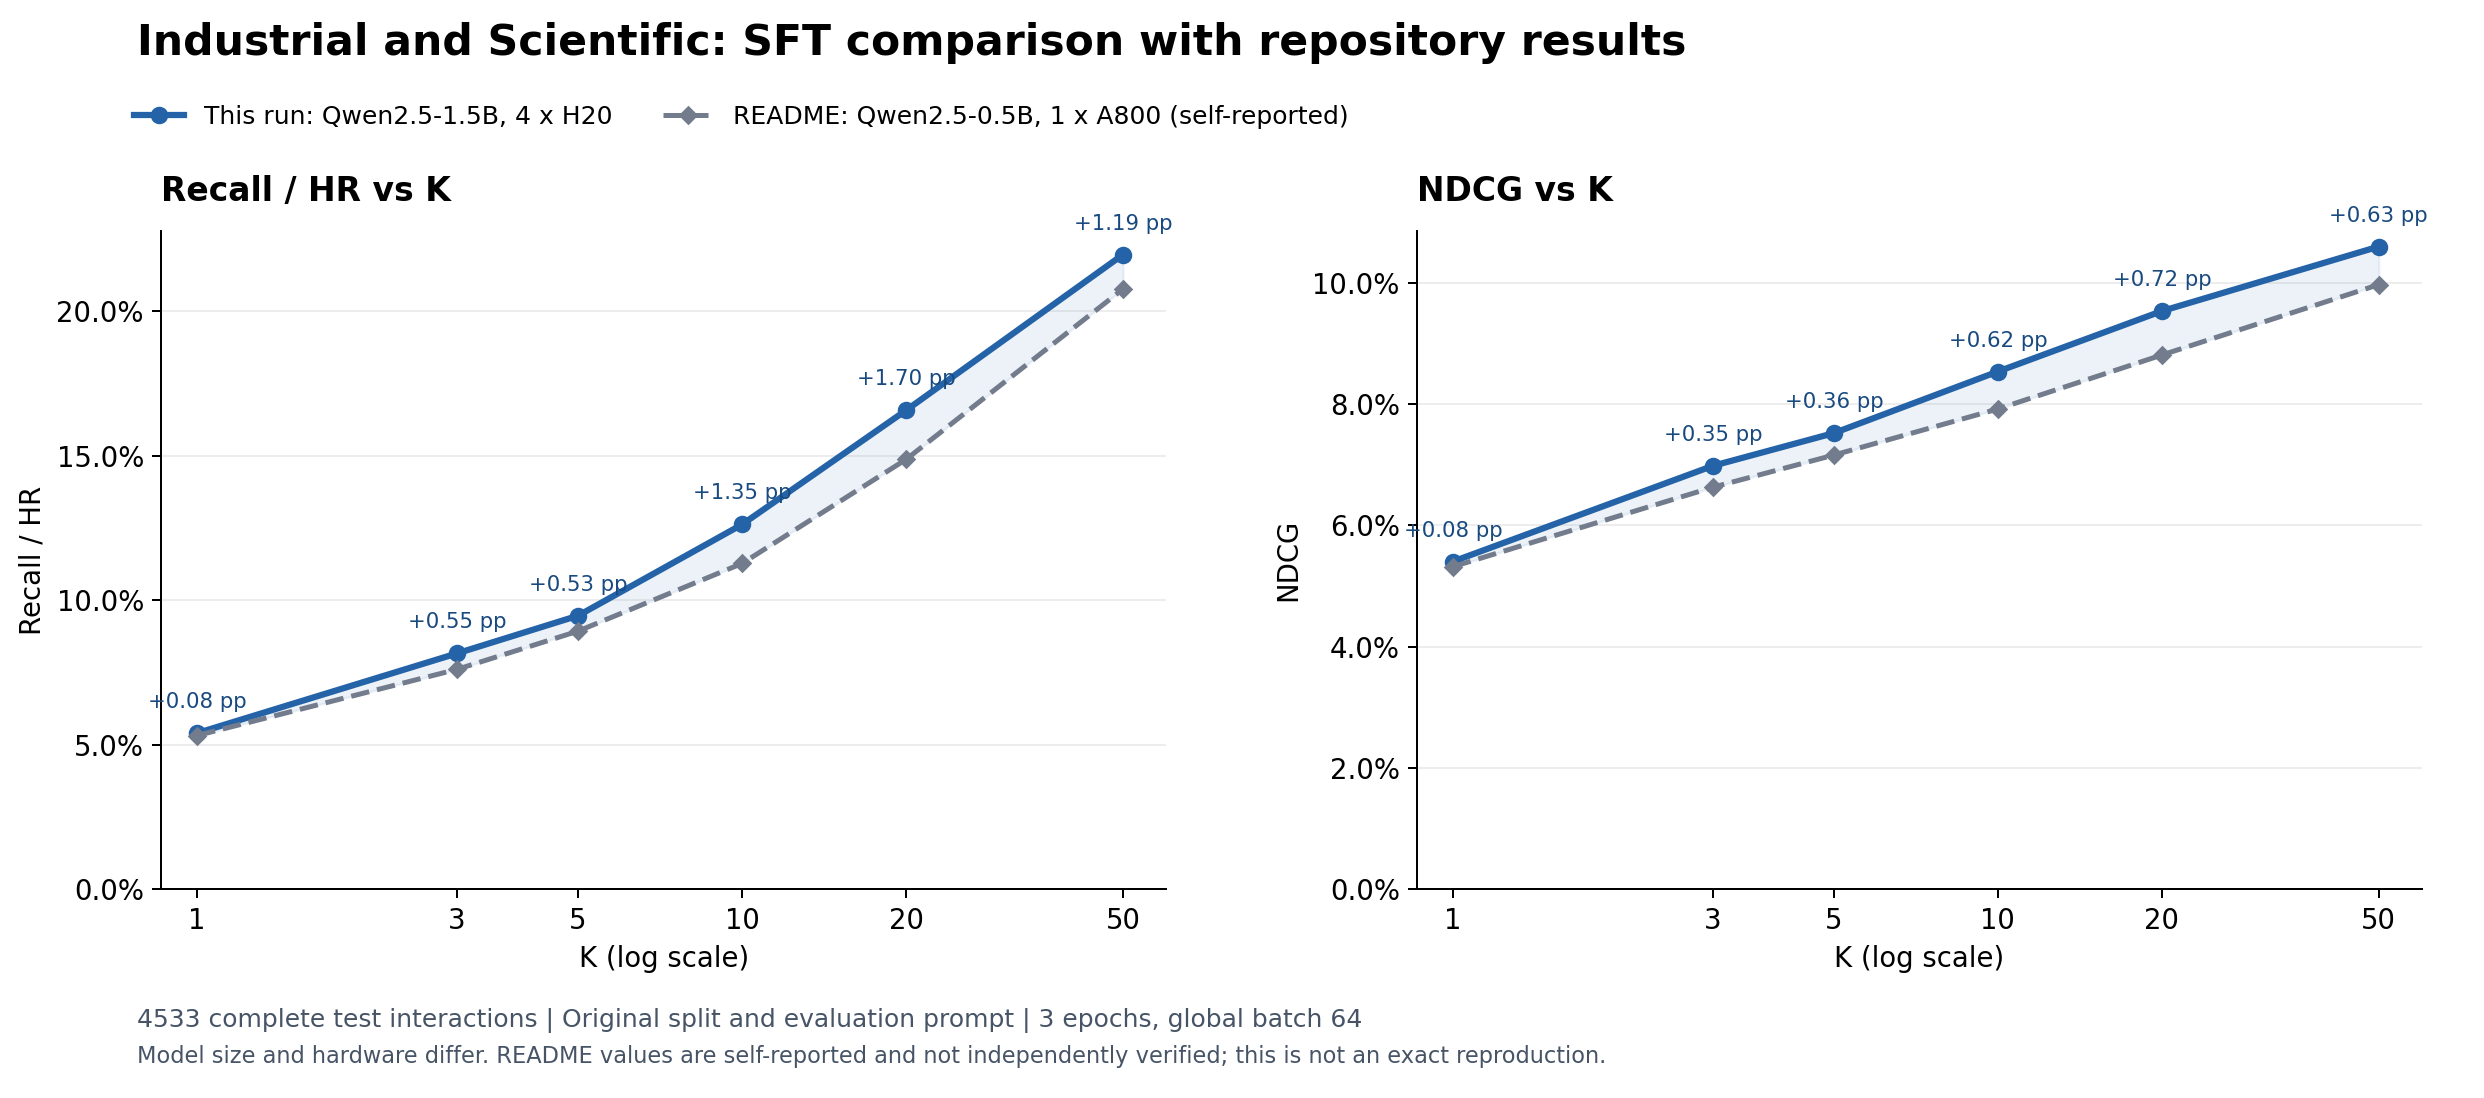 Industrial and Scientific: SFT comparison with repository results
This run: Qwen2.5-1.5B, 4 x H20
README: Qwen2.5-0.5B, 1 x A800 (self-reported)
Recall / HR vs K
+1.19 pp
+1.70 pp
+1.35 pp
+0.53 pp
+0.55 pp
+0.08 pp
20.0%
15.0%
10.0%
5.0%
0.0%
Recall / HR
1 3 5 10 20 50
K (log scale)
NDCG vs K
+0.63 pp
+0.72 pp
+0.62 pp
+0.36 pp
+0.35 pp
+0.08 pp
10.0%
8.0%
6.0%
4.0%
2.0%
0.0%
NDCG
1 3 5 10 20 50
K (log scale)
4533 complete test interactions | Original split and evaluation prompt | 3 epochs, global batch 64
Model size and hardware differ. README values are self-reported and not independently verified; this is not an exact reproduction.